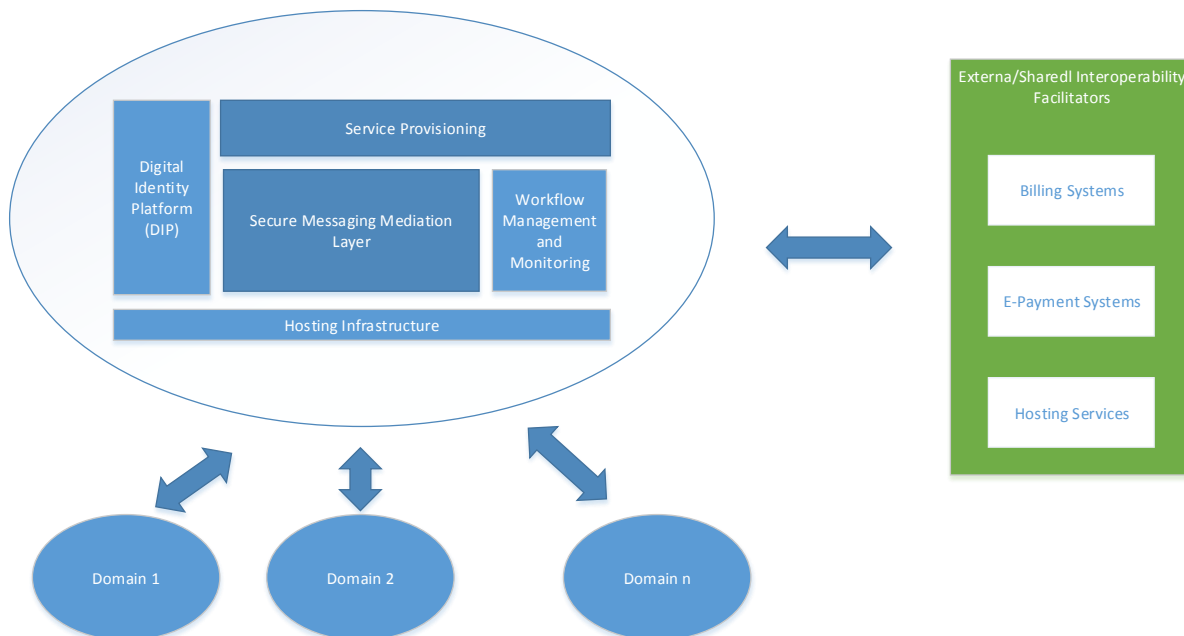 Externa/SharedI Interoperability
Facilitators
Service Provisioning
Digital
Identity
Platform
(DIP)
Secure Messaging Mediation
Layer
Workflow
Management
and
Monitoring
Hosting Infrastructure
Billing Systems
E-Payment Systems
Hosting Services
Domain 1
Domain 2
Domain n